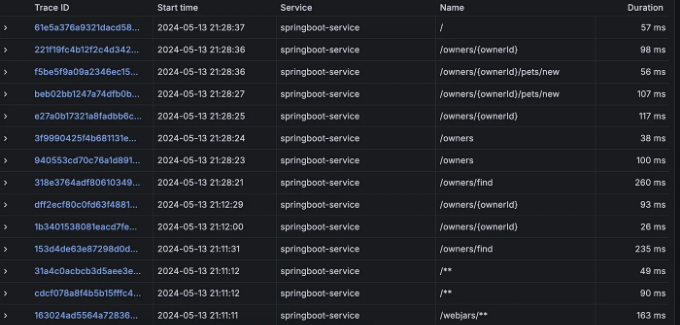 Trace ID Start time Service Name Duration
61e5a376a9321dacd58... 2024-05-13 21:28:37 springboot-service / 57 ms
221f19fc4b12f2c4d342... 2024-05-13 21:28:36 springboot-service /owners/{ownerId} 98 ms
f5be5f9a09a2346ec15... 2024-05-13 21:28:36 springboot-service /owners/{ownerId}/pets/new 56 ms
beb02bb1247a74dfb0b... 2024-05-13 21:28:27 springboot-service /owners/{ownerId}/pets/new 107 ms
e27a0b17321a8fadbb6c... 2024-05-13 21:28:25 springboot-service /owners/{ownerId} 117 ms
3f9990425f4b681131e... 2024-05-13 21:28:24 springboot-service /owners 38 ms
940553cd70c76a1d891... 2024-05-13 21:28:23 springboot-service /owners 100 ms
318e3764adf80610349... 2024-05-13 21:28:21 springboot-service /owners/find 260 ms
dff2ecf80c0fd63f4881... 2024-05-13 21:12:29 springboot-service /owners/{ownerId} 93 ms
1b3401538081eacd7fe... 2024-05-13 21:12:00 springboot-service /owners/{ownerId} 26 ms
153d4de63e87298d0d... 2024-05-13 21:11:31 springboot-service /owners/find 235 ms
31a4c0acbcb3d5aee3e... 2024-05-13 21:11:12 springboot-service /** 49 ms
cdcf078a8f4b5b15fffc4... 2024-05-13 21:11:12 springboot-service /** 90 ms
163024ad5564a72836... 2024-05-13 21:11:11 springboot-service /webjars/** 163 ms